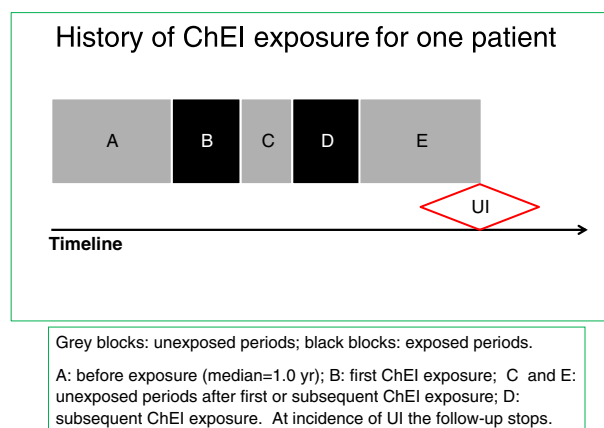 History of ChEI exposure for one patient
A B C D E
UI
Timeline
Grey blocks: unexposed periods; black blocks: exposed periods.
A: before exposure (median=1.0 yr); B: first ChEI exposure; C and E:
unexposed periods after first or subsequent ChEI exposure; D:
subsequent ChEI exposure. At incidence of UI the follow-up stops.